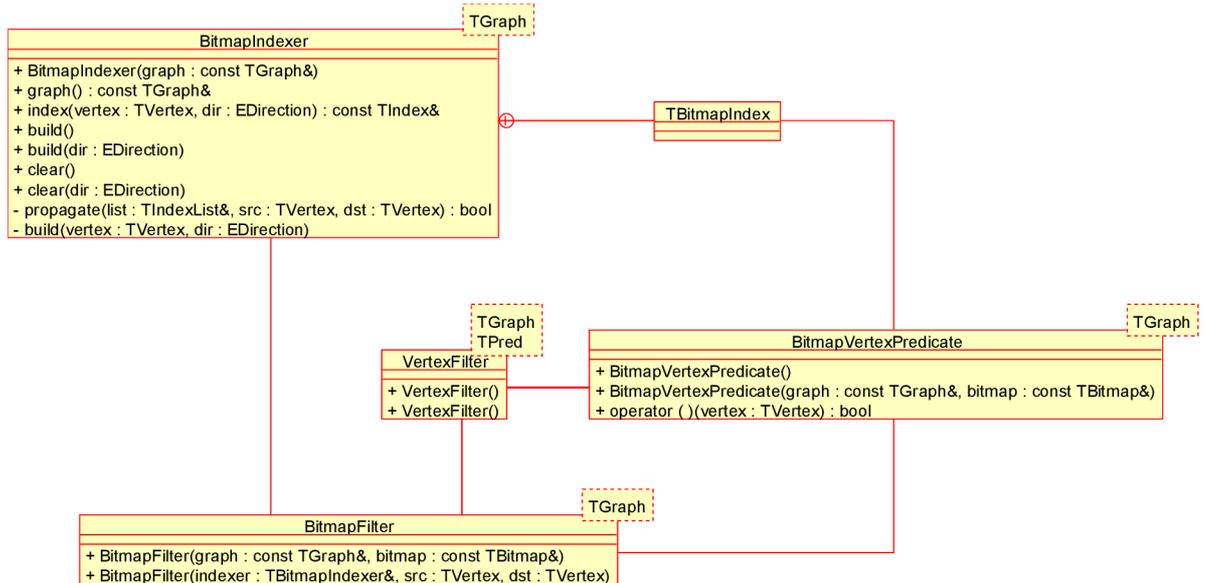 TGraph
BitmapIndexer
+ BitmapIndexer(graph : const TGraph&)
+ graph() : const TGraph&
+ index(vertex : TVertex, dir : EDirection) : const TIndex&
+ build()
+ build(dir : EDirection)
+ clear()
+ clear(dir : EDirection)
- propagate(list : TIndexList&, src : TVertex, dst : TVertex) : bool
- build(vertex : TVertex, dir : EDirection)
TBitmapIndex
TGraph
TPred
VertexFilter
+ VertexFilter()
+ VertexFilter()
TGraph
BitmapVertexPredicate
+ BitmapVertexPredicate()
+ BitmapVertexPredicate(graph : const TGraph&, bitmap : const TBitmap&)
+ operator ( )(vertex : TVertex) : bool
TGraph
BitmapFilter
+ BitmapFilter(graph : const TGraph&, bitmap : const TBitmap&)
+ BitmapFilter(indexer : TBitmapIndexer&, src : TVertex, dst : TVertex)